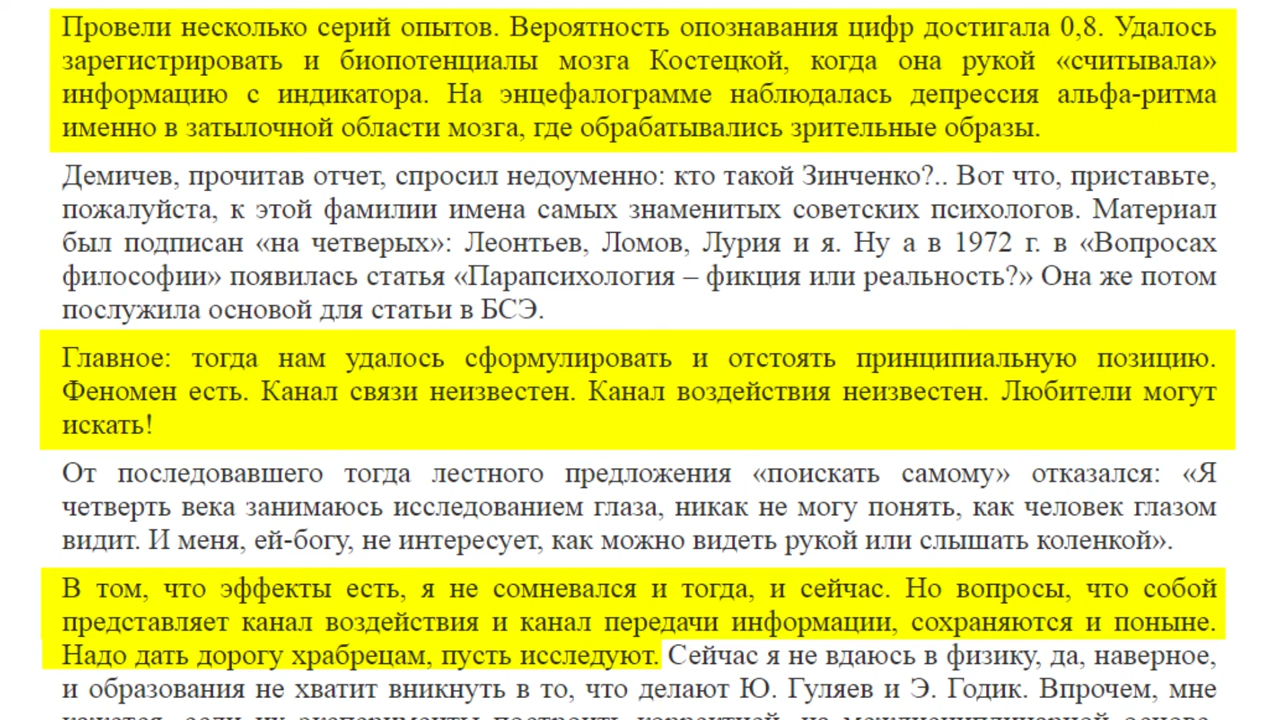 Провели несколько серий опытов. Вероятность опознавания цифр достигала 0,8. Удалось
зарегистрировать и биопотенциалы мозга Костецкой, когда она рукой «считывала»
информацию с индикатора. На энцефалограмме наблюдалась депрессия альфа-ритма
именно в затылочной области мозга, где обрабатывались зрительные образы.
Демичев, прочитав отчет, спросил недоуменно: кто такой Зинченко?.. Вот что, приставьте,
пожалуйста, к этой фамилии имена самых знаменитых советских психологов. Материал
был подписан «на четверых»: Леонтьев, Ломов, Лурия и я. Ну а в 1972 г. в «Вопросах
философии» появилась статья «Парапсихология – фикция или реальность?» Она же потом
послужила основой для статьи в БСЭ.
Главное: тогда нам удалось сформулировать и отстоять принципиальную позицию.
Феномен есть. Канал связи неизвестен. Канал воздействия неизвестен. Любители могут
искать!
От последовавшего тогда лестного предложения «поискать самому» отказался: «Я
четверть века занимаюсь исследованием глаза, никак не могу понять, как человек глазом
видит. И меня, ей-богу, не интересует, как можно видеть рукой или слышать коленкой».
В том, что эффекты есть, я не сомневался и тогда, и сейчас. Но вопросы, что собой
представляет канал воздействия и канал передачи информации, сохраняются и поныне.
Надо дать дорогу храбрецам, пусть исследуют. Сейчас я не вдаюсь в физику, да, наверное,
и образования не хватит вникнуть в то, что делают Ю. Гуляев и Э. Годик. Впрочем, мне